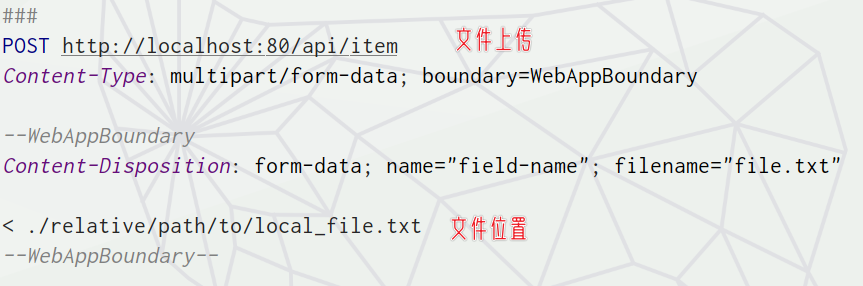 ###
POST http://localhost:80/api/item 文件上传
Content-Type: multipart/form-data; boundary=WebAppBoundary
--WebAppBoundary
Content-Disposition: form-data; name="field-name"; filename="file.txt"
< ./relative/path/to/local_file.txt 文件位置
--WebAppBoundary--